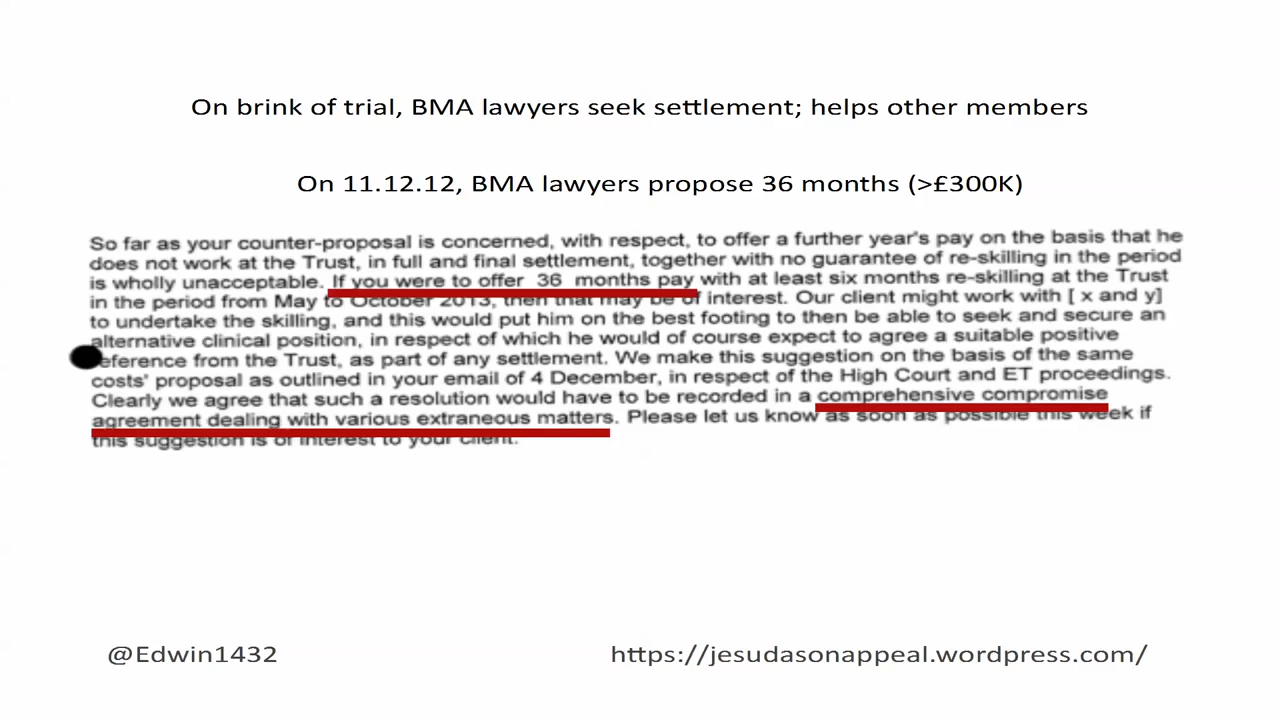 On brink of trial, BMA lawyers seek settlement; helps other members
On 11.12.12, BMA lawyers propose 36 months (>£300K)
So far as your counter-proposal is concerned, with respect, to offer a further year's pay on the basis that he
does not work at the Trust, in full and final settlement, together with no guarantee of re-skilling in the period
is wholly unacceptable. If you were to offer 36 months pay with at least six months re-skilling at the Trust
in the period from May to October 2013, then that may be of interest. Our client might work with [ x and y]
to undertake the skilling, and this would put him on the best footing to then be able to seek and secure an
alternative clinical position, in respect of which he would of course expect to agree a suitable positive
eference from the Trust, as part of any settlement. We make this suggestion on the basis of the same
costs' proposal as outlined in your email of 4 December, in respect of the High Court and ET proceedings.
Clearly we agree that such a resolution would have to be recorded in a comprehensive compromise
agreement dealing with various extraneous matters. Please let us know as soon as possible this week if
this suggestion is of interest to your client.
@Edwin1432
https://jesudasonappeal.wordpress.com/